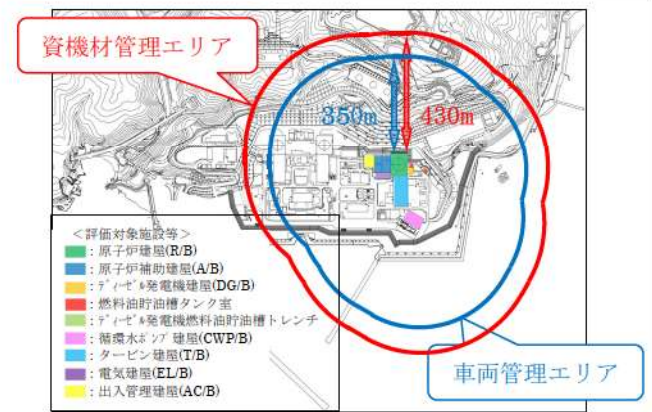 資機材管理エリア
350m
430m
<評価対象施設等>
:原子炉建屋(R/B)
:原子炉補助建屋(A/B)
:ディーゼル発電機建屋(DG/B)
:燃料油貯油槽タンク室
:ディーゼル発電機燃料油貯油槽トレンチ
:循環水ポンプ建屋(CWP/B)
:タービン建屋(T/B)
:電気建屋(EL/B)
:出入管理建屋(AC/B)
車両管理エリア